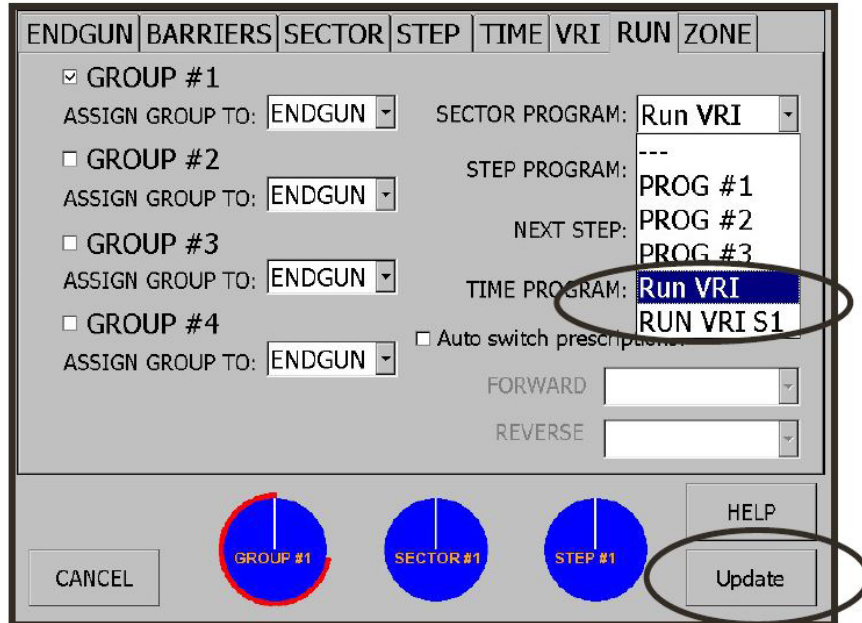 ENDGUN BARRIERS SECTOR STEP TIME VRI RUN ZONE
GROUP #1
ASSIGN GROUP TO: ENDGUN
GROUP #2
ASSIGN GROUP TO: ENDGUN
GROUP #3
ASSIGN GROUP TO: ENDGUN
GROUP #4
ASSIGN GROUP TO: ENDGUN
SECTOR PROGRAM: Run VRI
---
STEP PROGRAM:
PROG #1
PROG #2
NEXT STEP:
PROG #3
TIME PROGRAM: Run VRI
RUN VRI S1
Auto switch prescriptions:
FORWARD
REVERSE
GROUP #1
SECTOR #1
STEP #1
HELP
CANCEL
Update